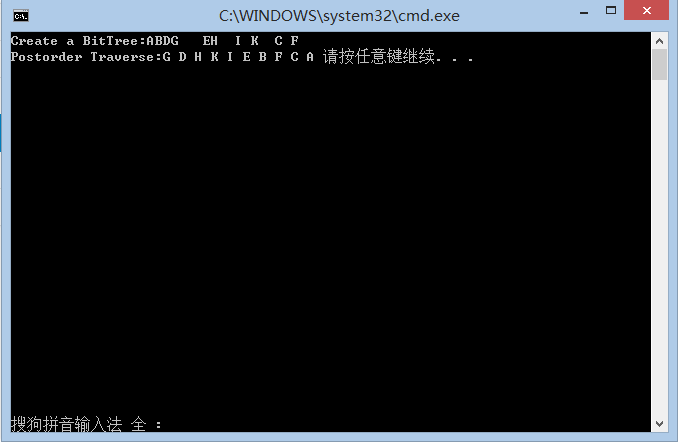 C:\WINDOWS\system32\cmd.exe
Create a BitTree:ABDG   EH  I K  C F
Postorder Traverse:G D H K I E B F C A 请按任意键继续. . .
搜狗拼音输入法 全 :